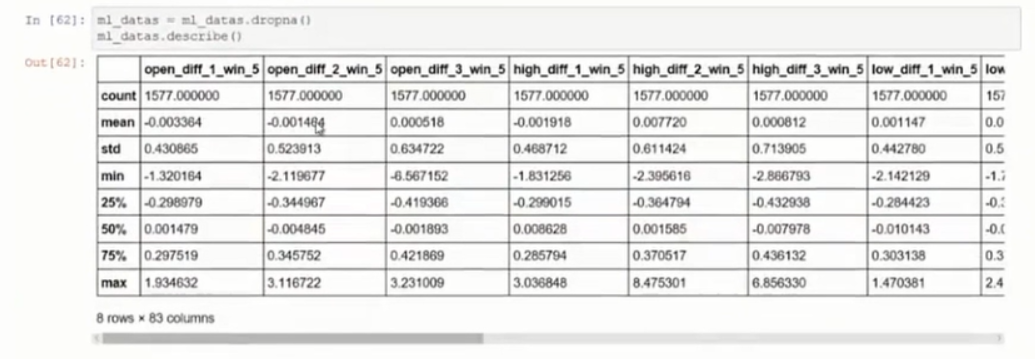 In [62]: ml_datas = ml_datas.dropna()
ml_datas.describe()
Out[62]:
open_diff_1_win_5 open_diff_2_win_5 open_diff_3_win_5 high_diff_1_win_5 high_diff_2_win_5 high_diff_3_win_5 low_diff_1_win_5 low
count 1577.000000 1577.000000 1577.000000 1577.000000 1577.000000 1577.000000 1577.000000 157
mean -0.003364 -0.001464 0.000518 -0.001918 0.007720 0.000812 0.001147 0.0
std 0.430865 0.523913 0.634722 0.468712 0.611424 0.713905 0.442780 0.5
min -1.320164 -2.119677 -6.567152 -1.831256 -2.395616 -2.866793 -2.142129 -1.7
25% -0.298979 -0.344967 -0.419366 -0.299015 -0.364794 -0.432938 -0.284423 -0.3
50% 0.001479 -0.004845 -0.001893 0.008628 0.001585 -0.007978 -0.010143 -0.0
75% 0.297519 0.345752 0.421869 0.285794 0.370517 0.436132 0.303138 0.3
max 1.934632 3.116722 3.231009 3.036848 8.475301 6.856330 1.470381 2.4
8 rows × 83 columns